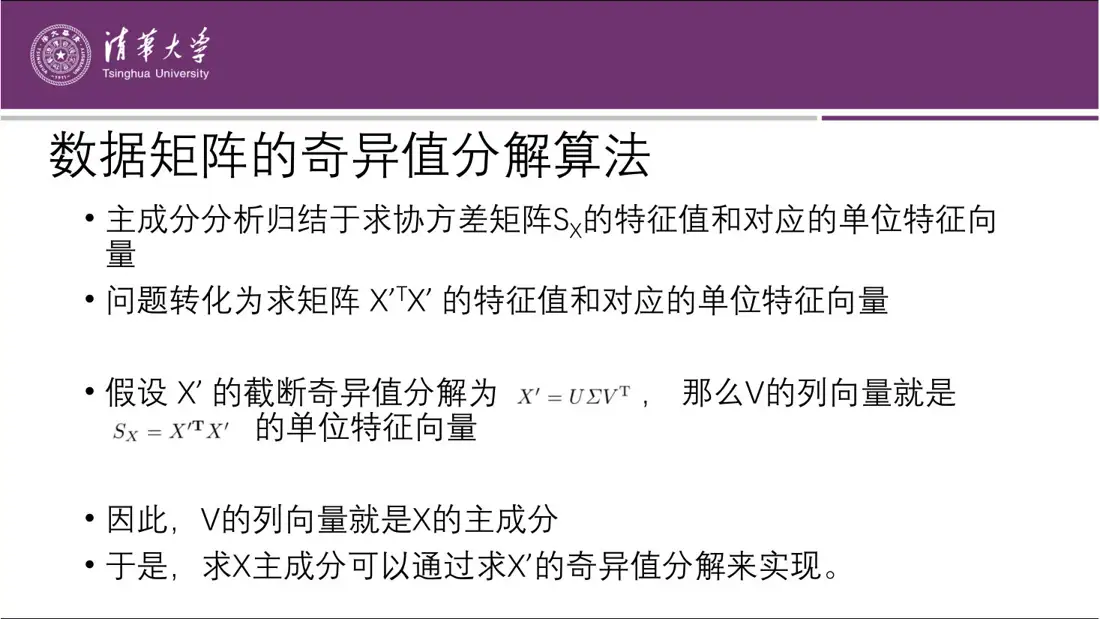 清华大学
Tsinghua University
数据矩阵的奇异值分解算法
• 主成分分析归结于求协方差矩阵S_X的特征值和对应的单位特征向
量
• 问题转化为求矩阵 X’ᵀX’ 的特征值和对应的单位特征向量
• 假设 X’ 的截断奇异值分解为 X′ = UΣVᵀ ， 那么V的列向量就是
S_X = X′ᵀX′ 的单位特征向量
• 因此，V的列向量就是X的主成分
• 于是，求X主成分可以通过求X’的奇异值分解来实现。